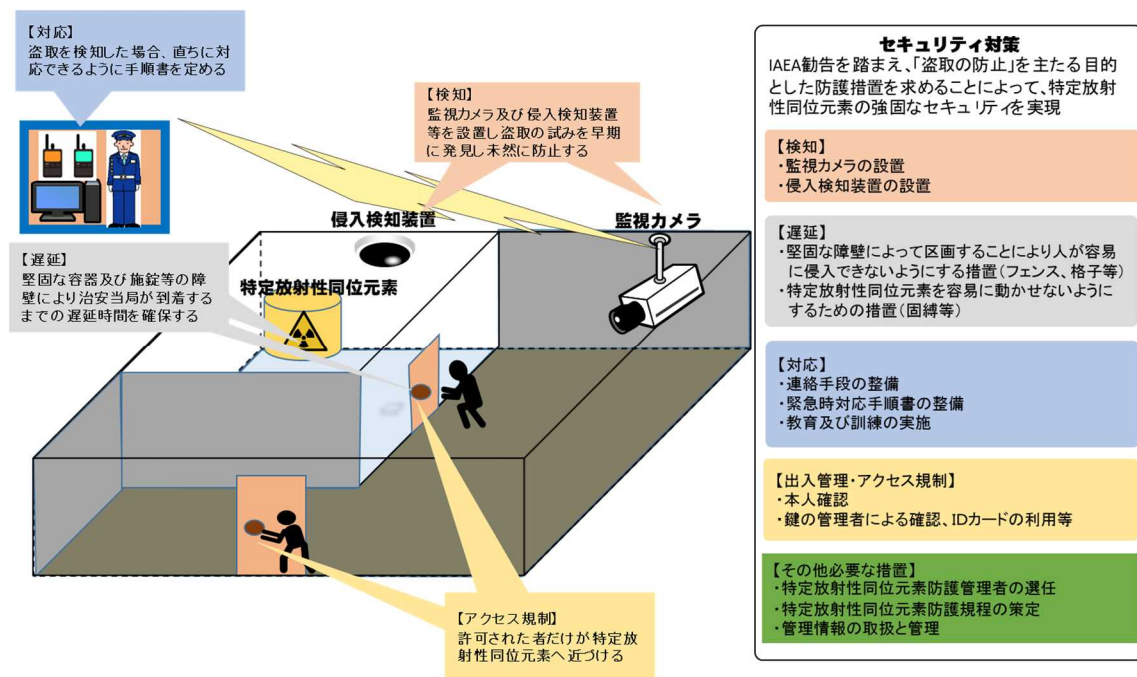 【対応】
盗取を検知した場合、直ちに対
応できるように手順書を定める
【検知】
監視カメラ及び侵入検知装置
等を設置し盗取の試みを早期
に発見し未然に防止する
侵入検知装置
監視カメラ
【遅延】
堅固な容器及び施錠等の障
壁により治安当局が到着する
までの遅延時間を確保する
特定放射性同位元素
【アクセス規制】
許可された者だけが特定放
射性同位元素へ近づける
セキュリティ対策
IAEA勧告を踏まえ、「盗取の防止」を主たる目的
とした防護措置を求めることによって、特定放射
性同位元素の強固なセキュリティを実現
【検知】
・監視カメラの設置
・侵入検知装置の設置
【遅延】
・堅固な障壁によって区画することにより人が容易
に侵入できないようにする措置(フェンス、格子等)
・特定放射性同位元素を容易に動かせないように
するための措置(固縛等)
【対応】
・連絡手段の整備
・緊急時対応手順書の整備
・教育及び訓練の実施
【出入管理・アクセス規制】
・本人確認
・鍵の管理者による確認、IDカードの利用等
【その他必要な措置】
・特定放射性同位元素防護管理者の選任
・特定放射性同位元素防護規程の策定
・管理情報の取扱と管理